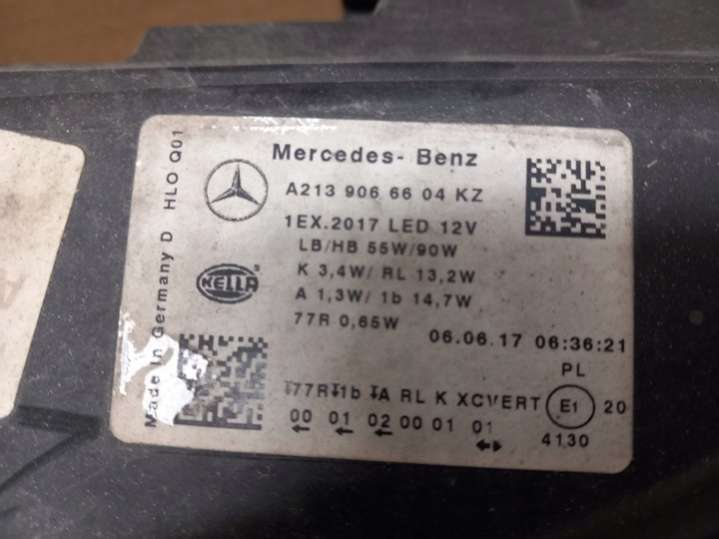 Mercedes- Benz
A213 906 66 04 KZ
1EX.2017 LED 12V
LB/HB 55W/90W
K 3,4W/ RL 13,2W
A 1,3W/ 1b 14,7W
77R 0,65W
06.06.17 06:36:21
PL
77R 1b A RL K XCVERT E1 20
00 01 02 00 01 01
4130
HELLA
Made in Germany D HLO Q01